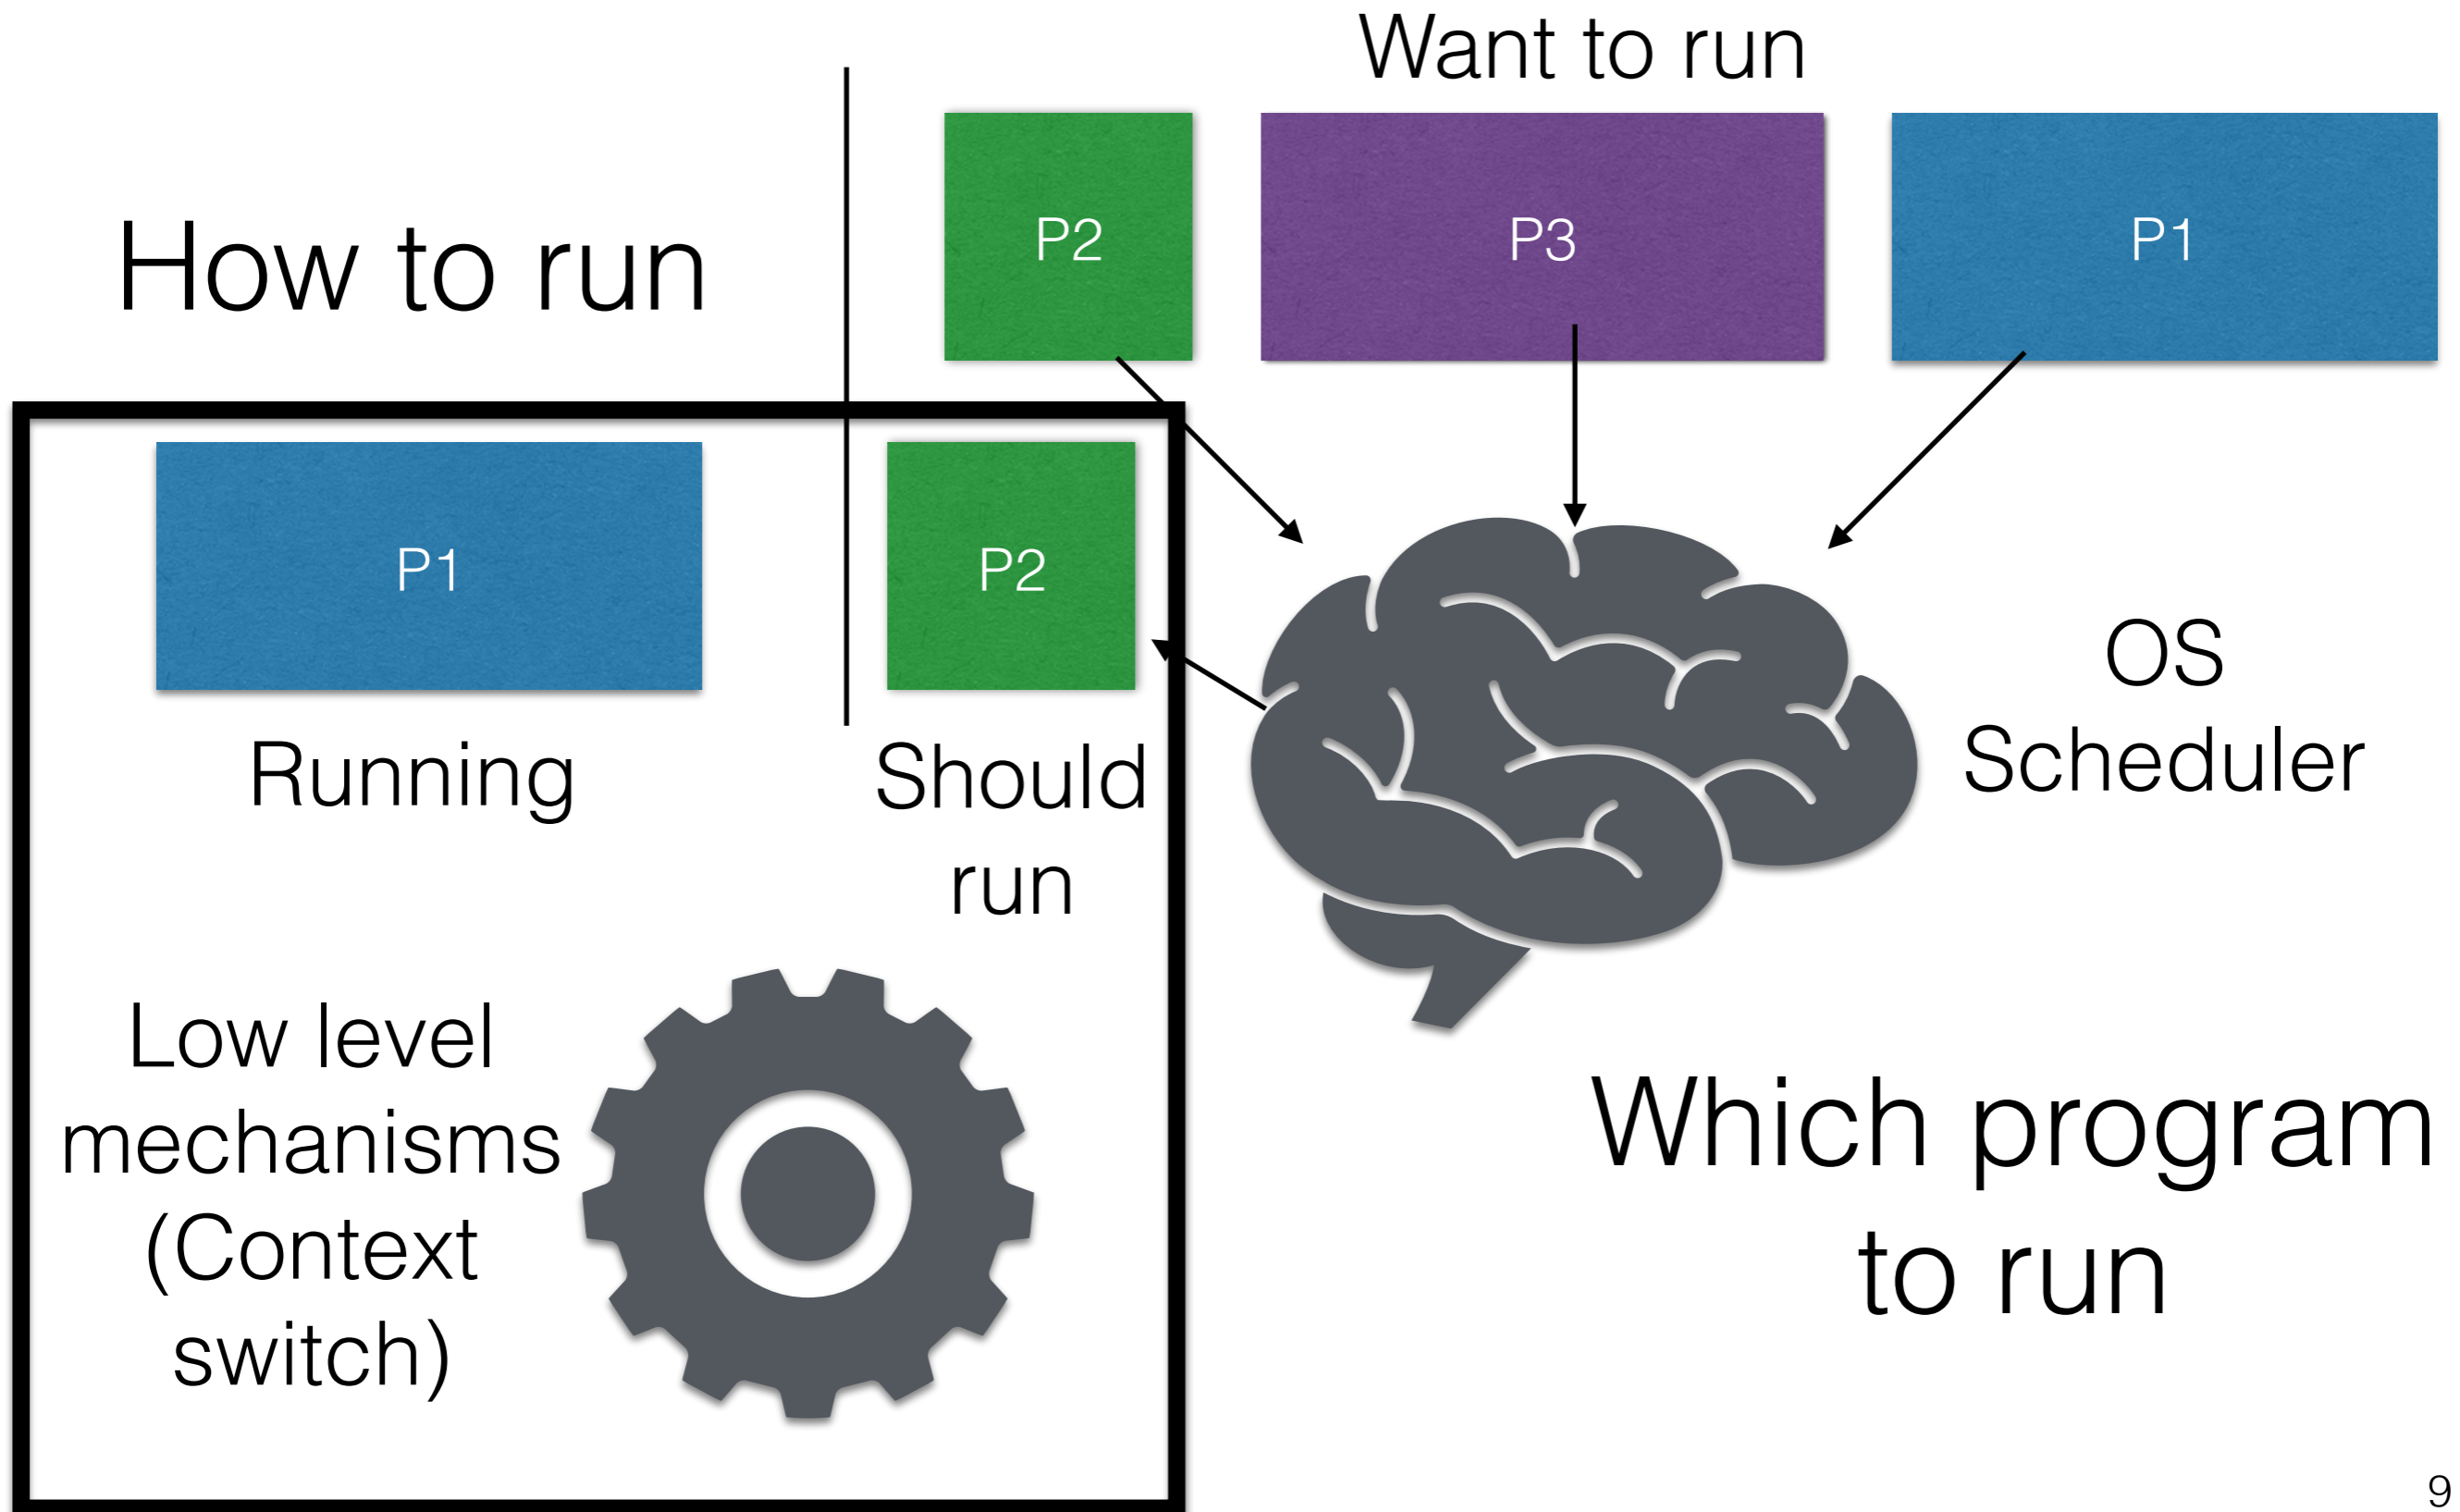 Want to run
P2
P3
P1
How to run
P1
P2
Running
Should
run
OS
Scheduler
Low level
mechanisms
(Context
switch)
Which program
to run
9